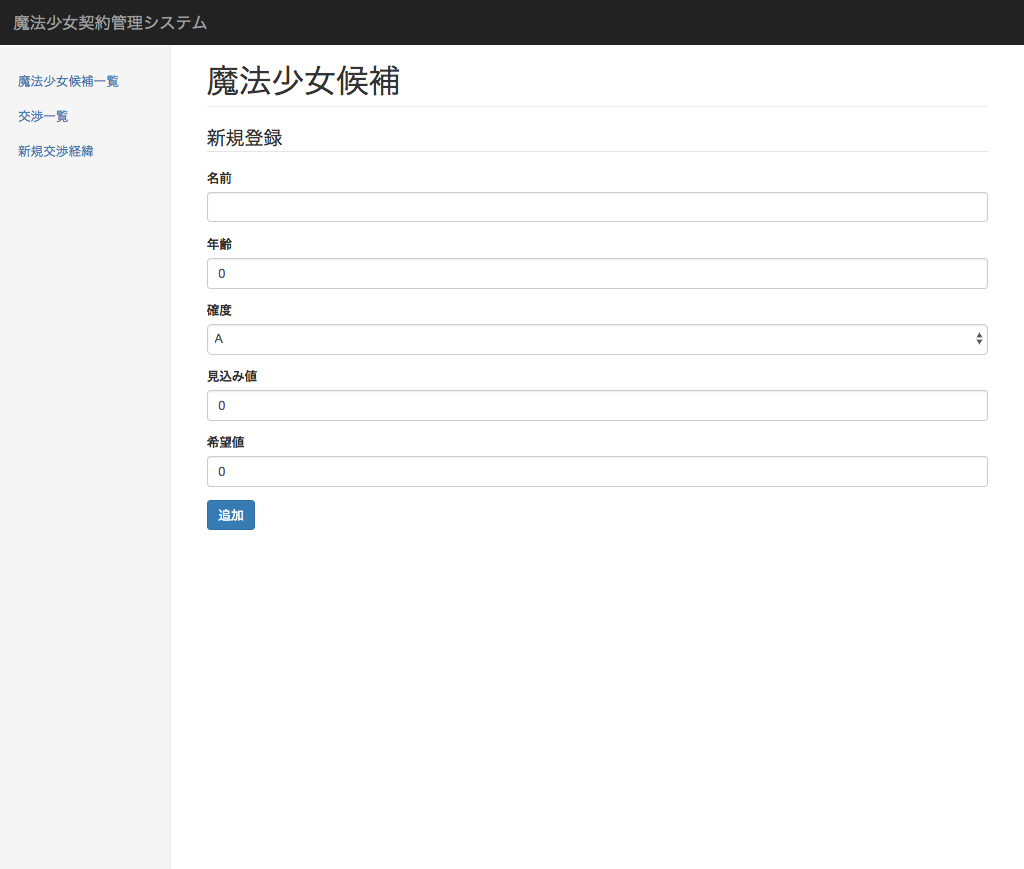 魔法少女契約管理システム
魔法少女候補一覧
交渉一覧
新規交渉経緯
魔法少女候補
新規登録
名前
年齢
0
確度
A
見込み値
0
希望値
0
追加